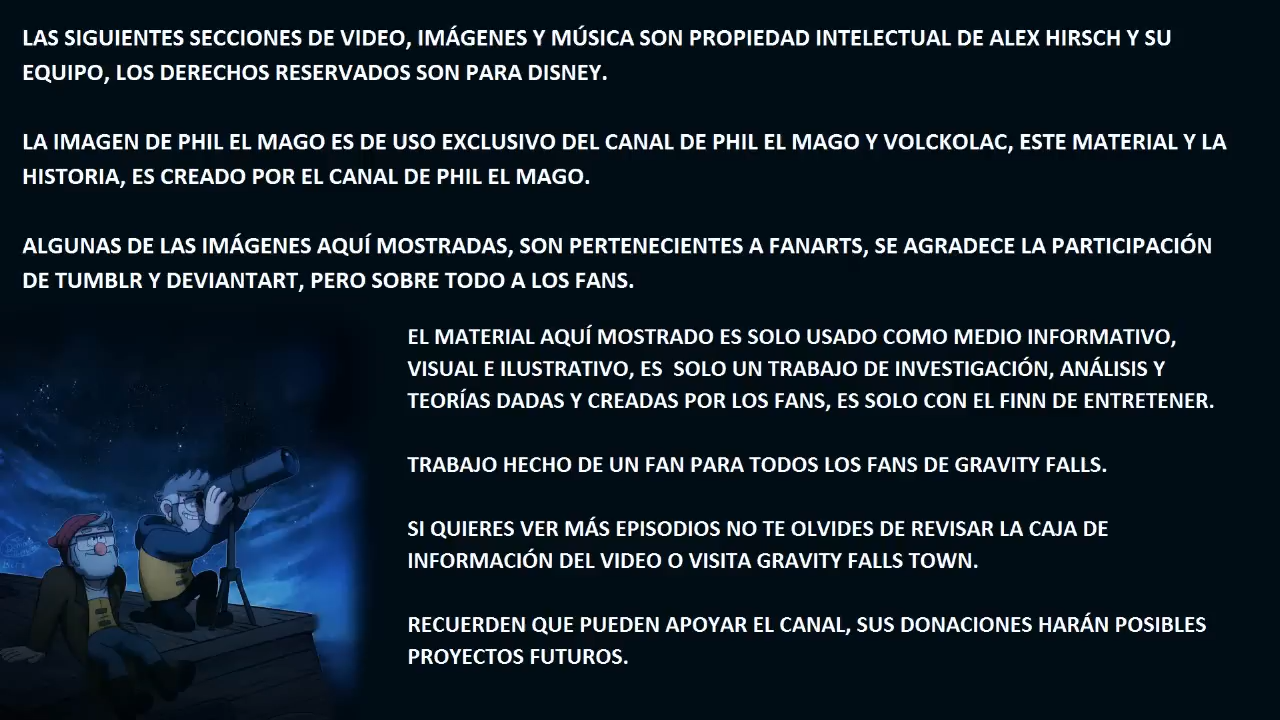 LAS SIGUIENTES SECCIONES DE VIDEO, IMÁGENES Y MÚSICA SON PROPIEDAD INTELECTUAL DE ALEX HIRSCH Y SU
EQUIPO, LOS DERECHOS RESERVADOS SON PARA DISNEY.
LA IMAGEN DE PHIL EL MAGO ES DE USO EXCLUSIVO DEL CANAL DE PHIL EL MAGO Y VOLCKOLAC, ESTE MATERIAL Y LA
HISTORIA, ES CREADO POR EL CANAL DE PHIL EL MAGO.
ALGUNAS DE LAS IMÁGENES AQUÍ MOSTRADAS, SON PERTENECIENTES A FANARTS, SE AGRADECE LA PARTICIPACIÓN
DE TUMBLR Y DEVIANTART, PERO SOBRE TODO A LOS FANS.
EL MATERIAL AQUÍ MOSTRADO ES SOLO USADO COMO MEDIO INFORMATIVO,
VISUAL E ILUSTRATIVO, ES  SOLO UN TRABAJO DE INVESTIGACIÓN, ANÁLISIS Y
TEORÍAS DADAS Y CREADAS POR LOS FANS, ES SOLO CON EL FINN DE ENTRETENER.
TRABAJO HECHO DE UN FAN PARA TODOS LOS FANS DE GRAVITY FALLS.
SI QUIERES VER MÁS EPISODIOS NO TE OLVIDES DE REVISAR LA CAJA DE
INFORMACIÓN DEL VIDEO O VISITA GRAVITY FALLS TOWN.
RECUERDEN QUE PUEDEN APOYAR EL CANAL, SUS DONACIONES HARÁN POSIBLES
PROYECTOS FUTUROS.